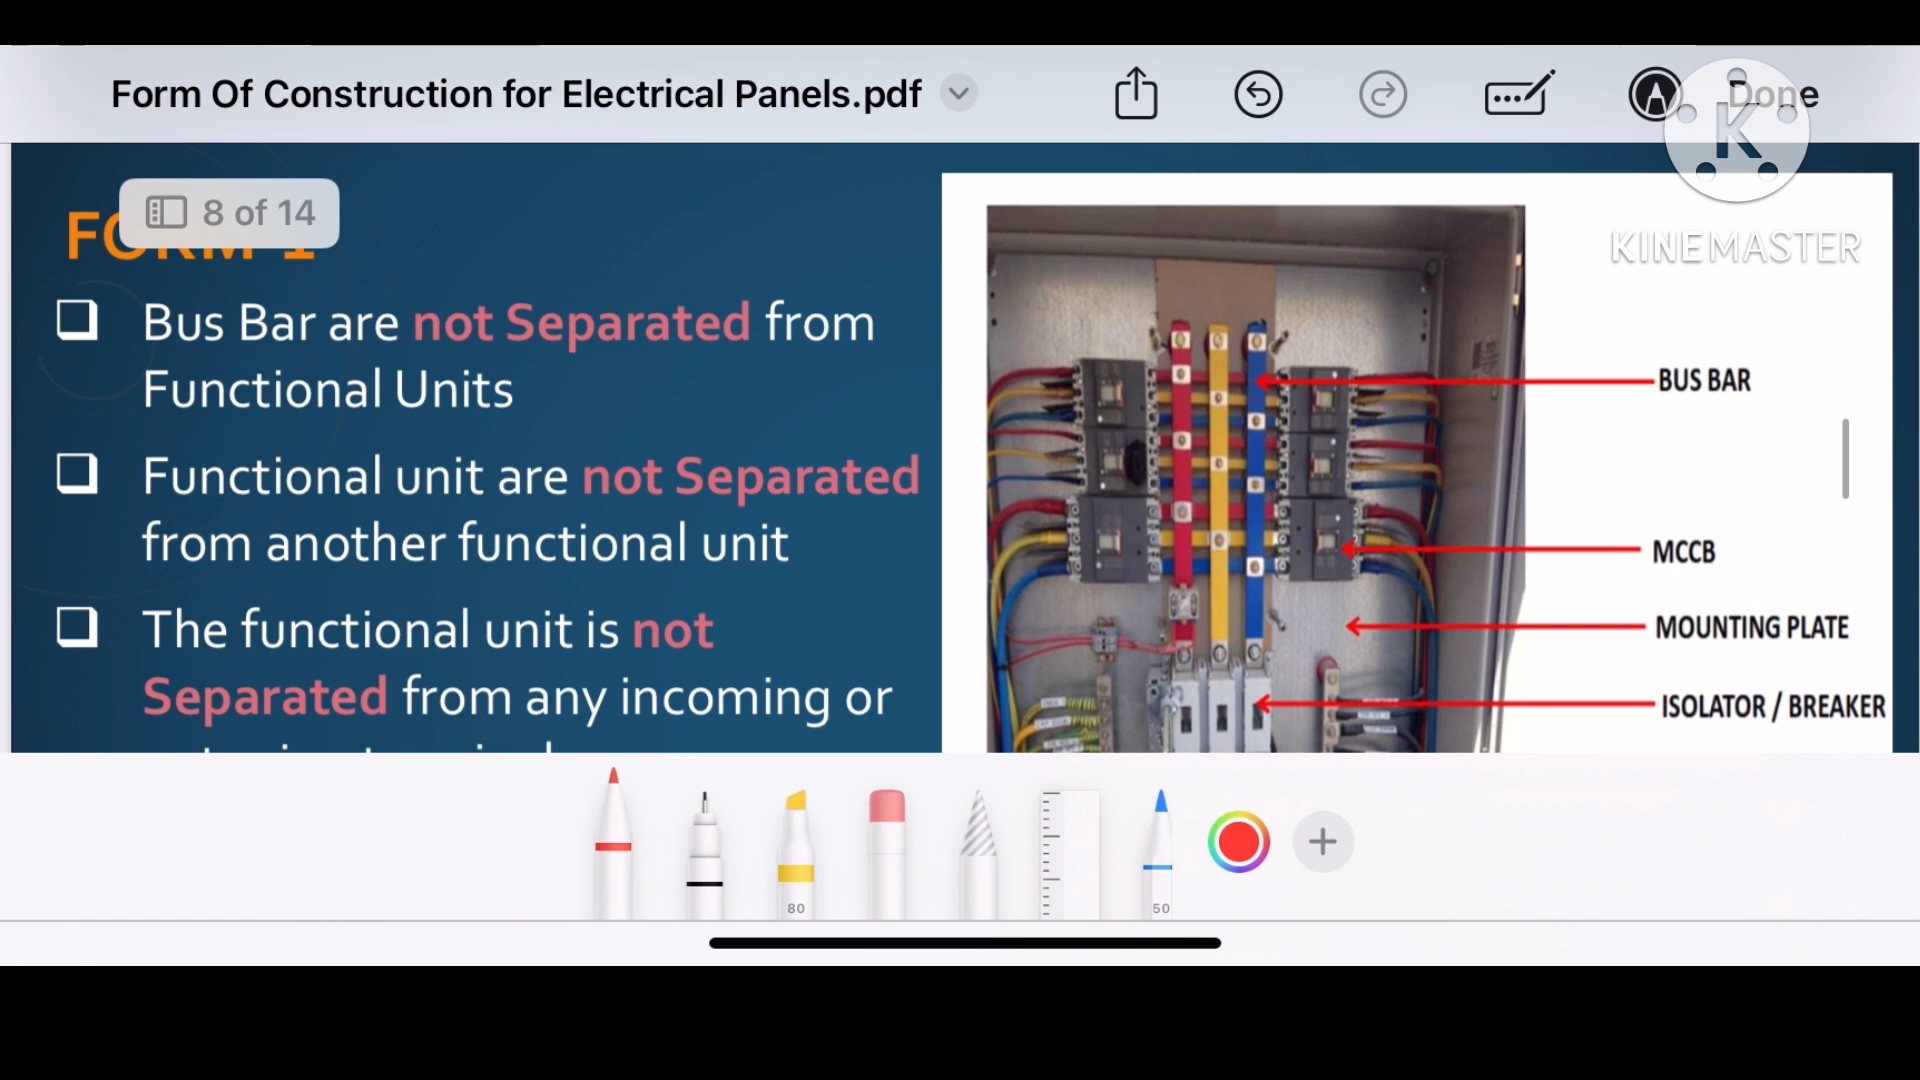 Form Of Construction for Electrical Panels.pdf
Done
K
KINEMASTER
8 of 14
FORM 1
Bus Bar are not Separated from
Functional Units
Functional unit are not Separated
from another functional unit
The functional unit is not
Separated from any incoming or
BUS BAR
MCCB
MOUNTING PLATE
ISOLATOR / BREAKER
80
50